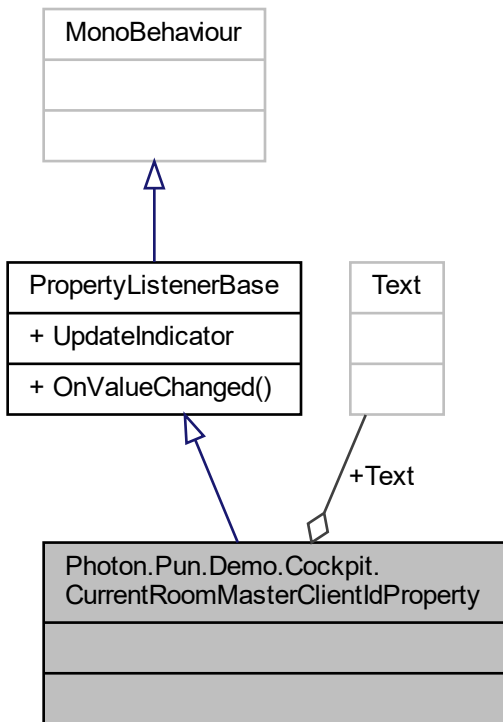 MonoBehaviour
PropertyListenerBase
+ UpdateIndicator
+ OnValueChanged()
Text
+Text
Photon.Pun.Demo.Cockpit.
CurrentRoomMasterClientIdProperty